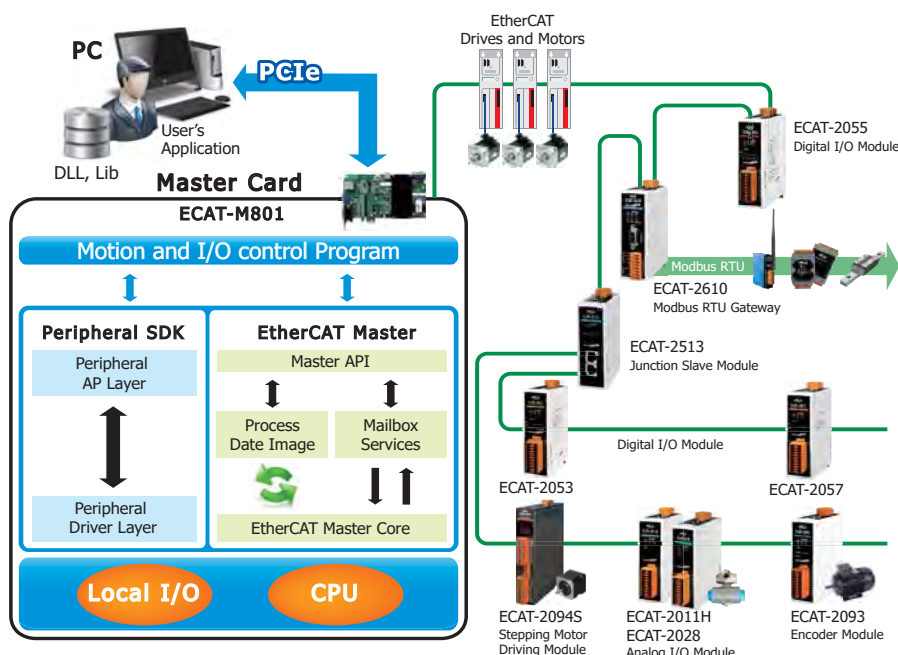 PC
PCIe
User's
Application
DLL, Lib
Master Card
ECAT-M801
Motion and I/O control Program
Peripheral SDK
Peripheral
AP Layer
Peripheral
Driver Layer
EtherCAT Master
Master API
Process
Date Image
Mailbox
Services
EtherCAT Master Core
Local I/O
CPU
EtherCAT
Drives and Motors
ECAT-2055
Digital I/O Module
Modbus RTU
ECAT-2610
Modbus RTU Gateway
ECAT-2513
Junction Slave Module
Digital I/O Module
ECAT-2053
ECAT-2057
ECAT-2094S
Stepping Motor
Driving Module
ECAT-2011H
ECAT-2028
Analog I/O Module
ECAT-2093
Encoder Module